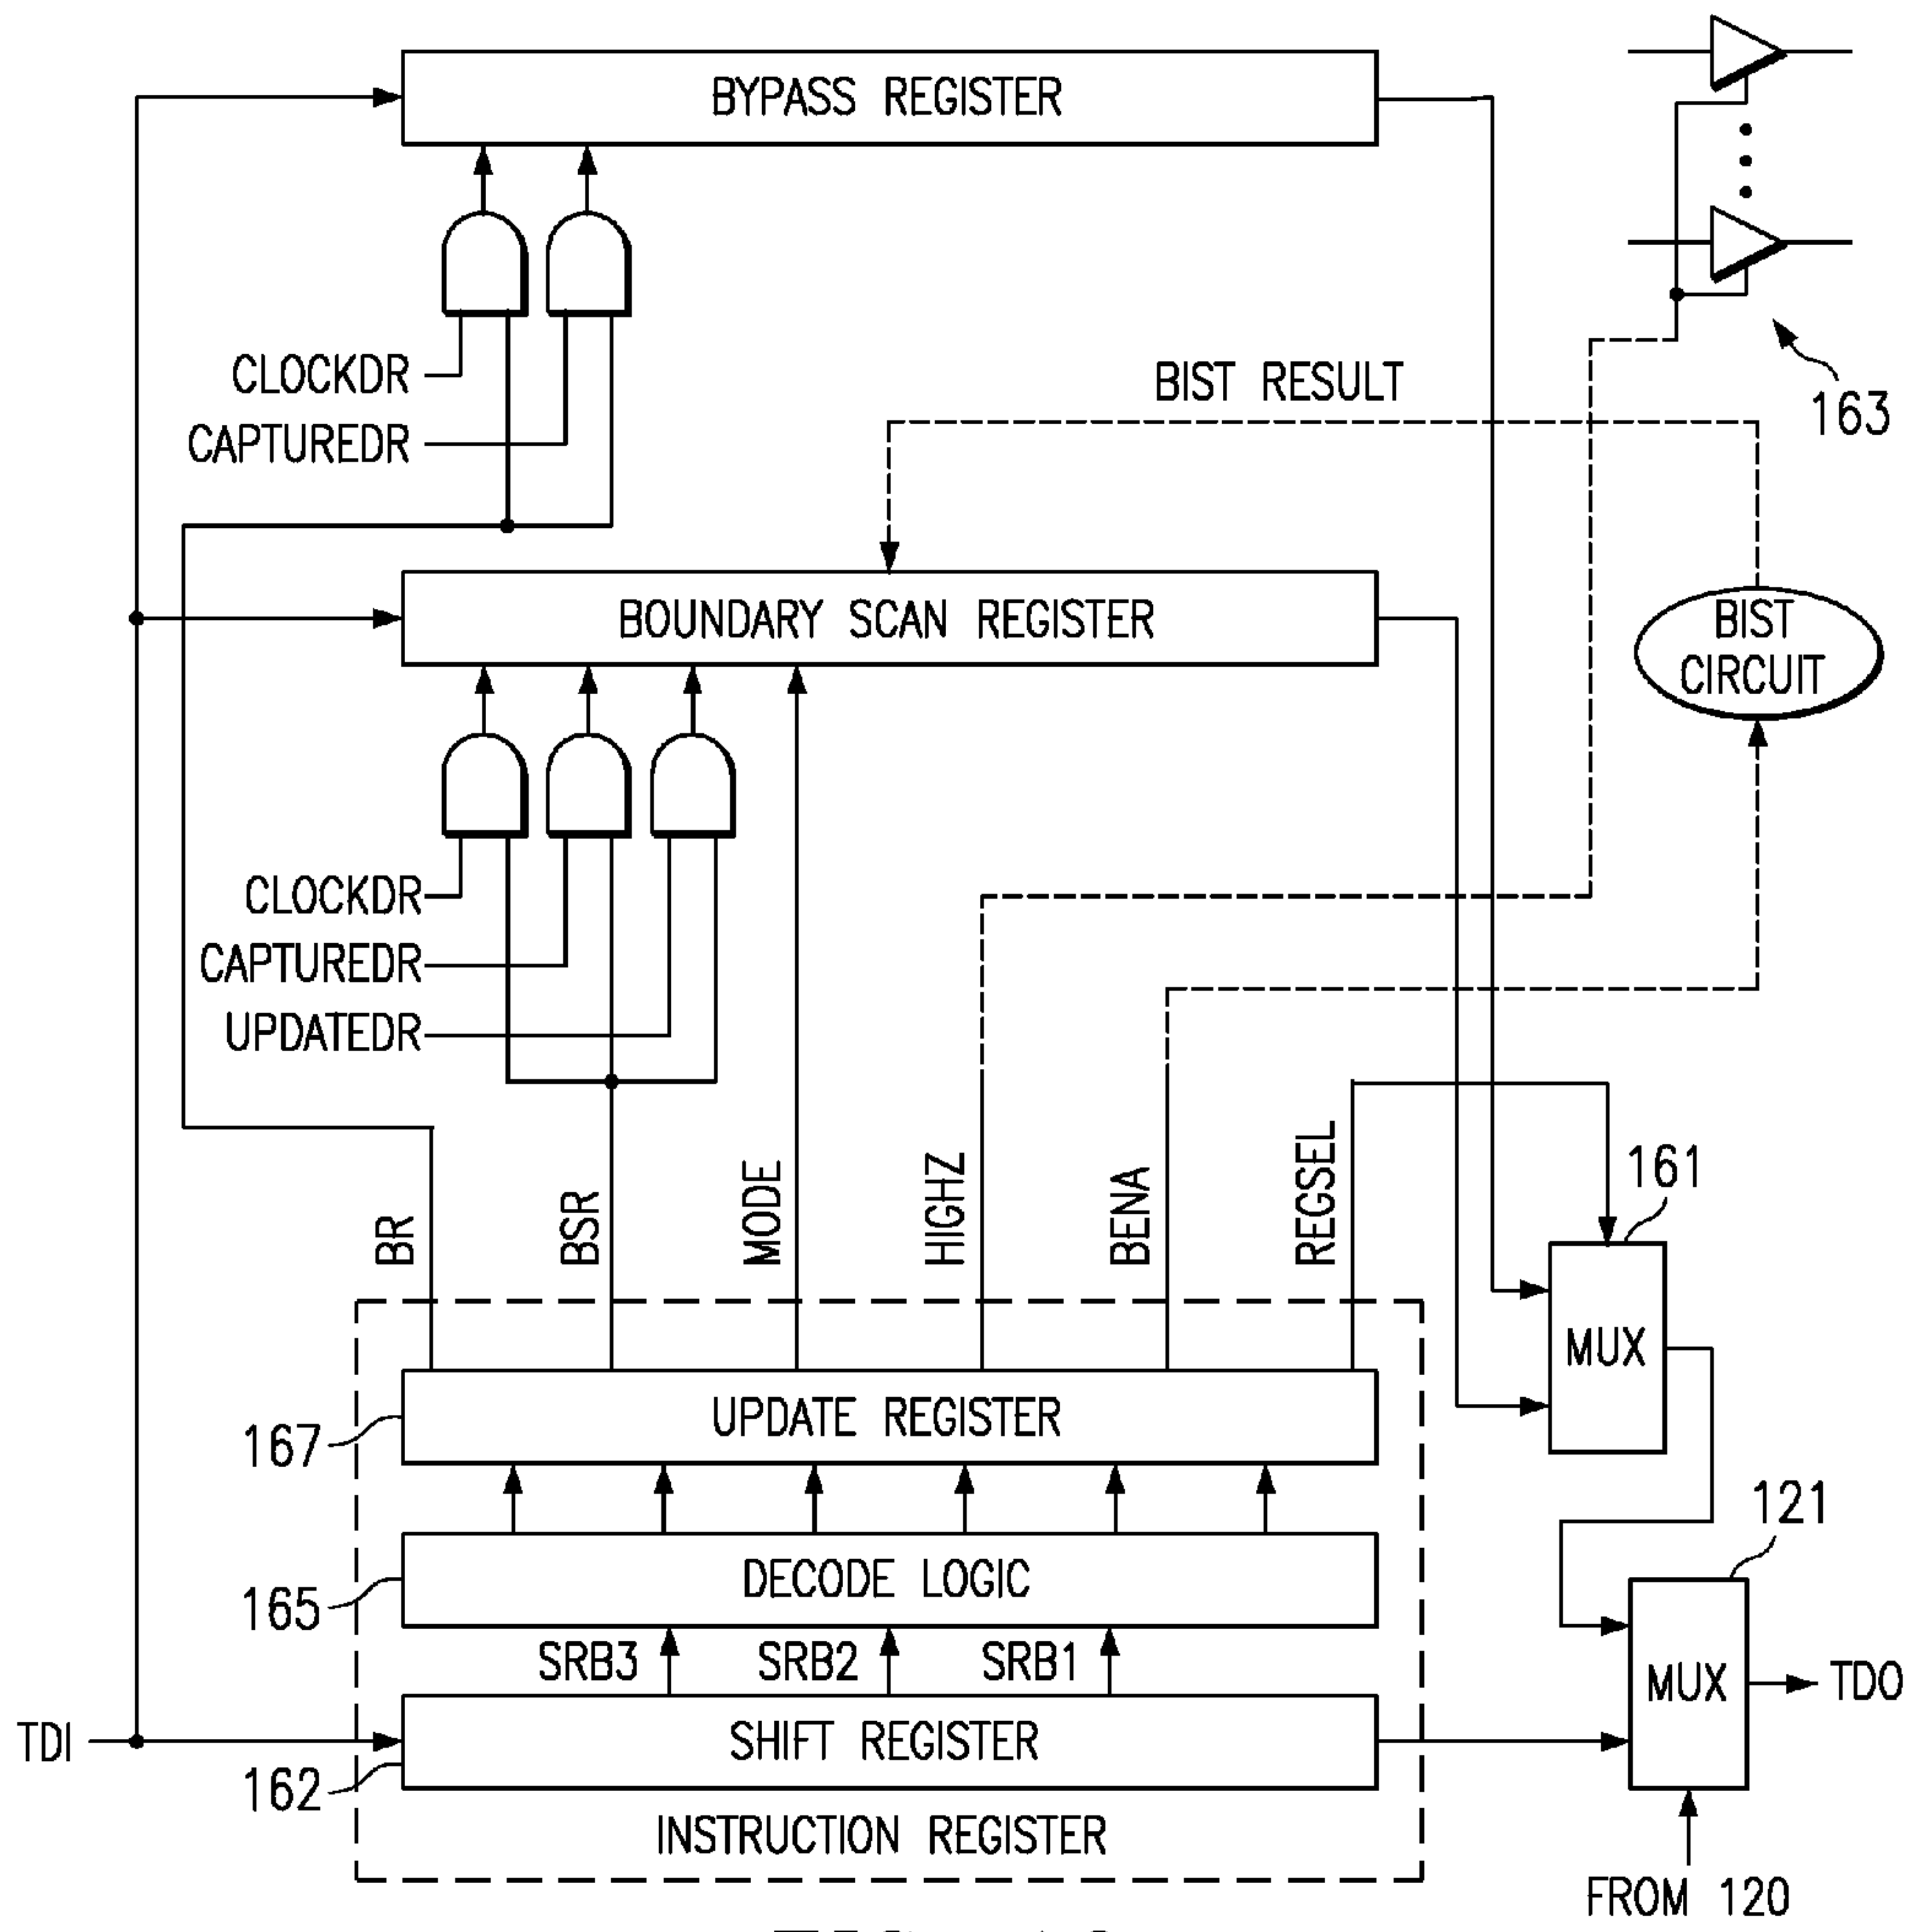 BYPASS REGISTER
CLOCKDR
CAPTUREDR
BIST RESULT
163
BOUNDARY SCAN REGISTER
BIST
CIRCUIT
CLOCKDR
CAPTUREDR
UPDATEDR
BR
BSR
MODE
HIGHZ
BENA
REGSEL
161
MUX
UPDATE REGISTER
167
121
DECODE LOGIC
165
SRB3
SRB2
SRB1
MUX
TDO
TDI
SHIFT REGISTER
162
INSTRUCTION REGISTER
FROM 120